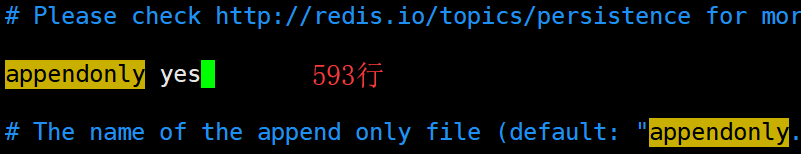 # Please check http://redis.io/topics/persistence for mor
appendonly yes 593行
# The name of the append only file (default: "appendonly.